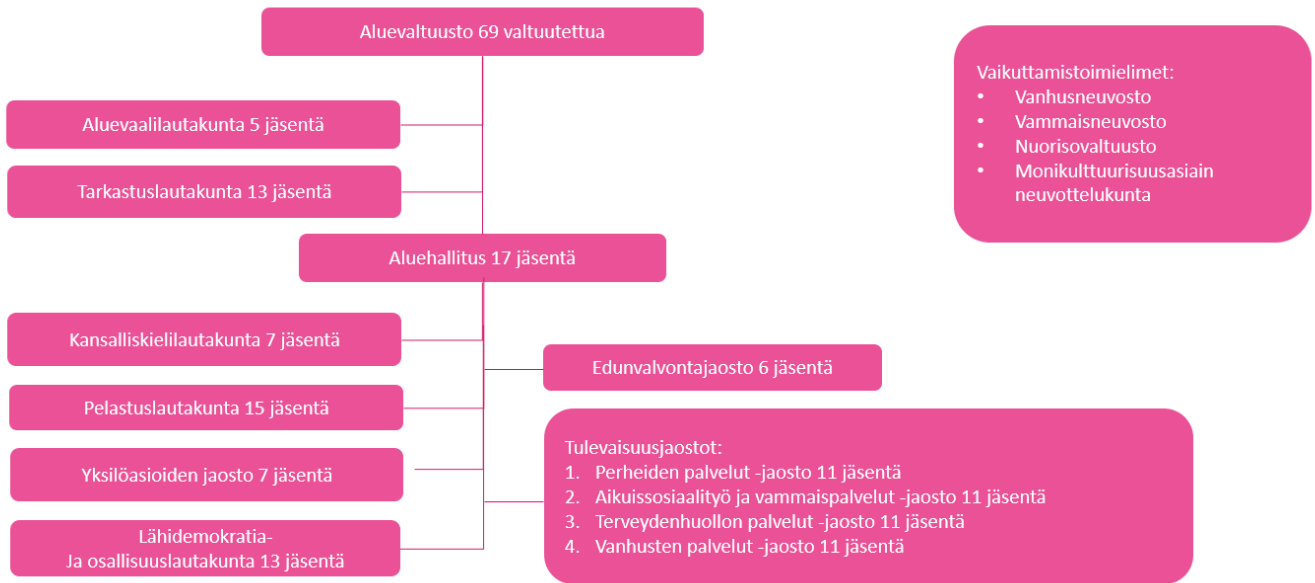 Aluevaltuusto 69 valtuutettua
Vaikuttamistoimielimet:
• Vanhusneuvosto
• Vammaisneuvosto
• Nuorisovaltuusto
• Monikulttuurisuusasiain
neuvottelukunta
Aluevaalilautakunta 5 jäsentä
Tarkastuslautakunta 13 jäsentä
Aluehallitus 17 jäsentä
Kansalliskielilautakunta 7 jäsentä
Edunvalvontajaosto 6 jäsentä
Pelastuslautakunta 15 jäsentä
Yksilöasioiden jaosto 7 jäsentä
Lähidemokratia-
Ja osallisuuslautakunta 13 jäsentä
Tulevaisuusjaostot:
1. Perheiden palvelut -jaosto 11 jäsentä
2. Aikuissosiaalityö ja vammaispalvelut -jaosto 11 jäsentä
3. Terveydenhuollon palvelut -jaosto 11 jäsentä
4. Vanhusten palvelut -jaosto 11 jäsentä